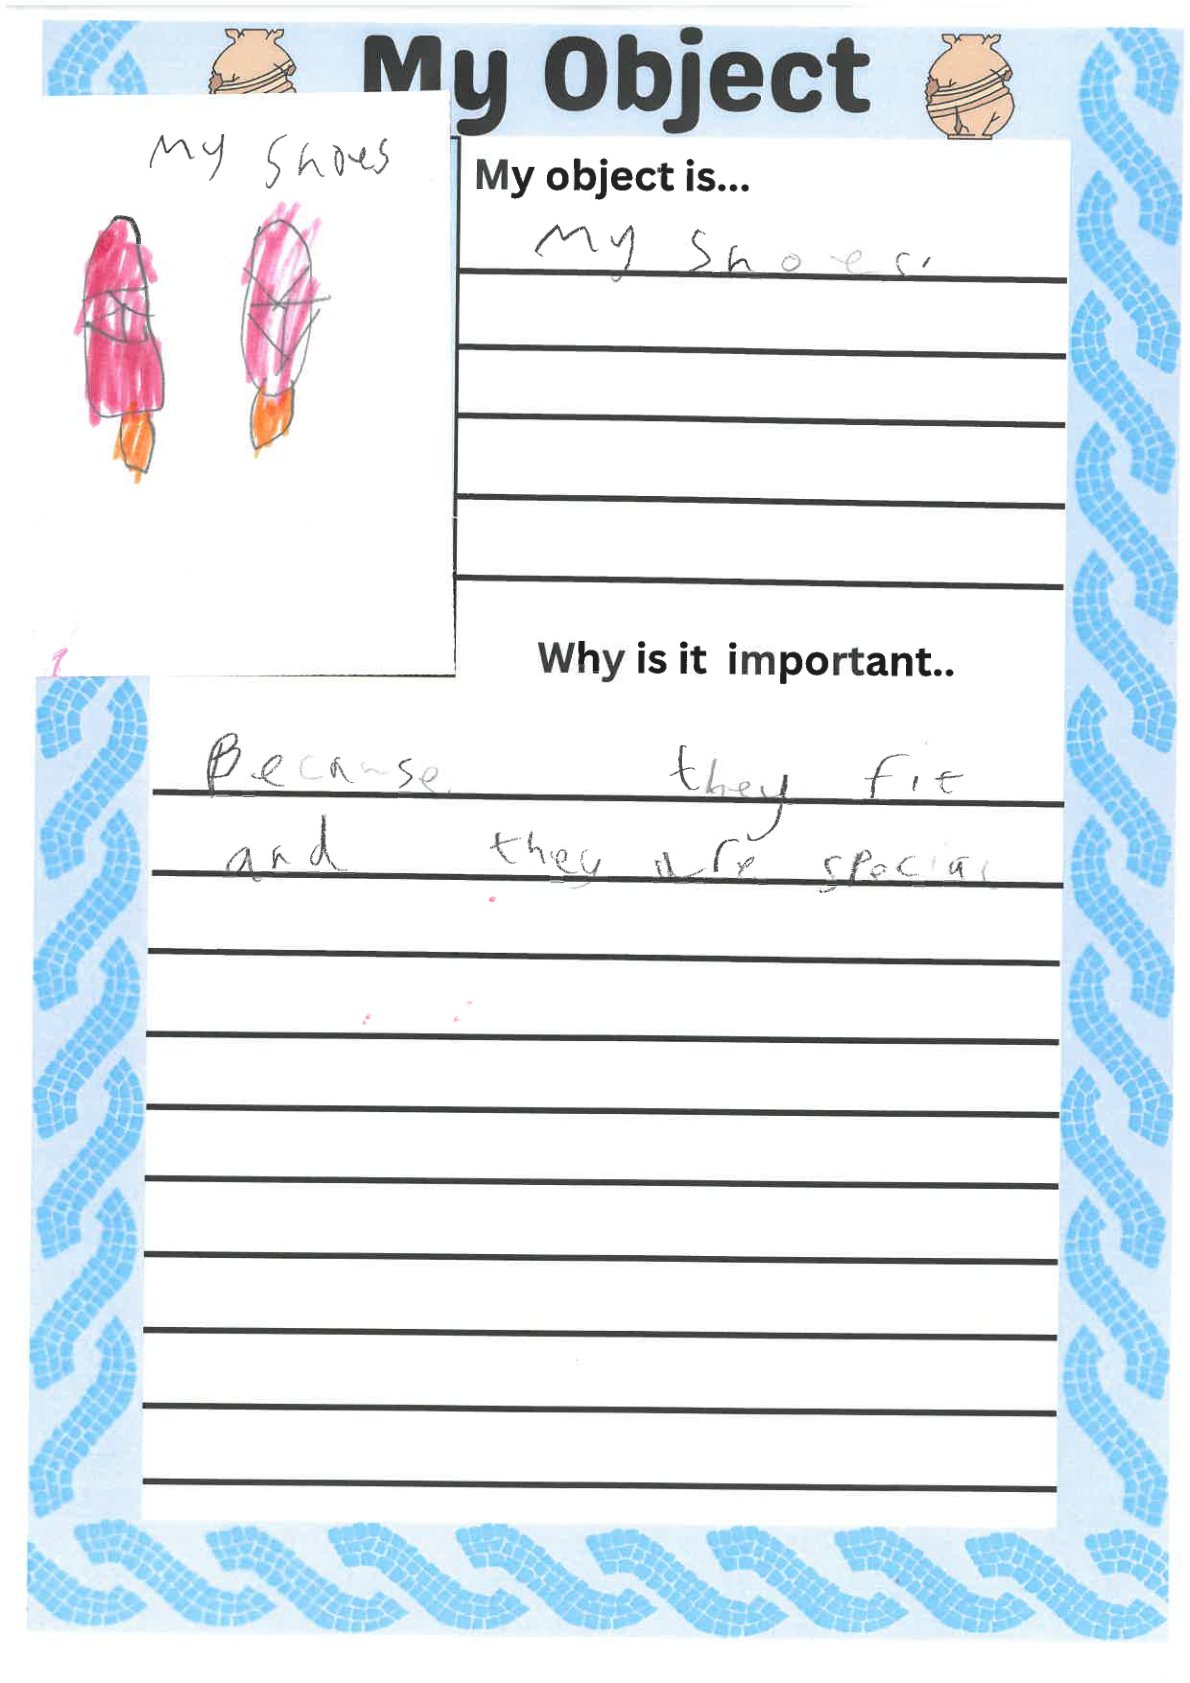 My Object
My Shoes
My object is...
My Shoes.
Why is it important..
Because they fit
and they are special